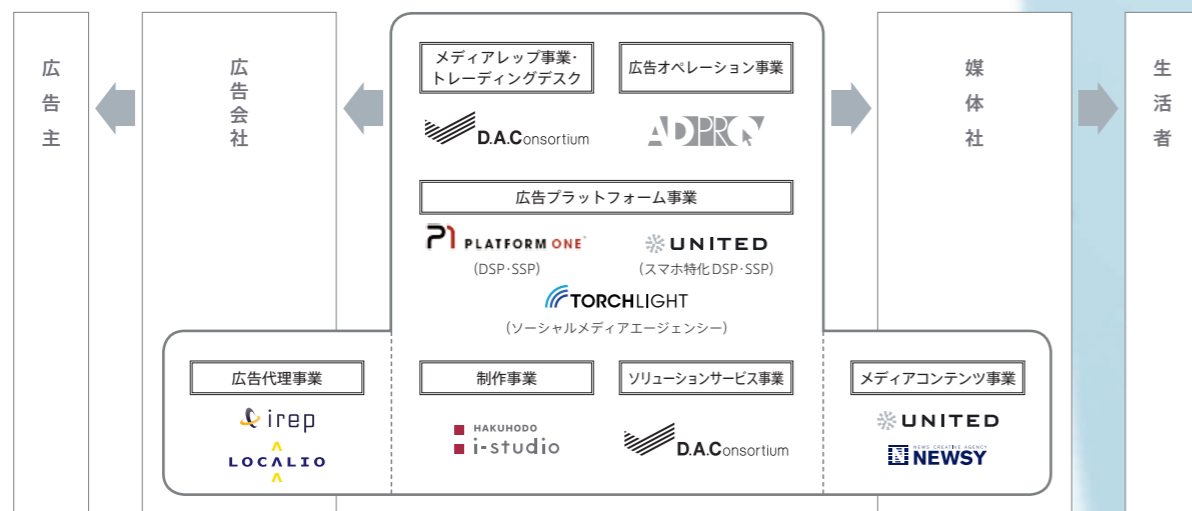 広告主
広告会社
メディアレップ事業・
トレーディングデスク
広告オペレーション事業
D.A.Consortium
ADPRO
広告プラットフォーム事業
P1 PLATFORM ONE
UNITED
(DSP・SSP)
(スマホ特化DSP・SSP)
TORCHLIGHT
(ソーシャルメディアエージェンシー)
媒体社
生活者
広告代理事業
irep
LOCALIO
制作事業
HAKUHODO
i-studio
ソリューションサービス事業
D.A.Consortium
メディアコンテンツ事業
UNITED
NEWS CREATIVE AGENCY
N NEWSY